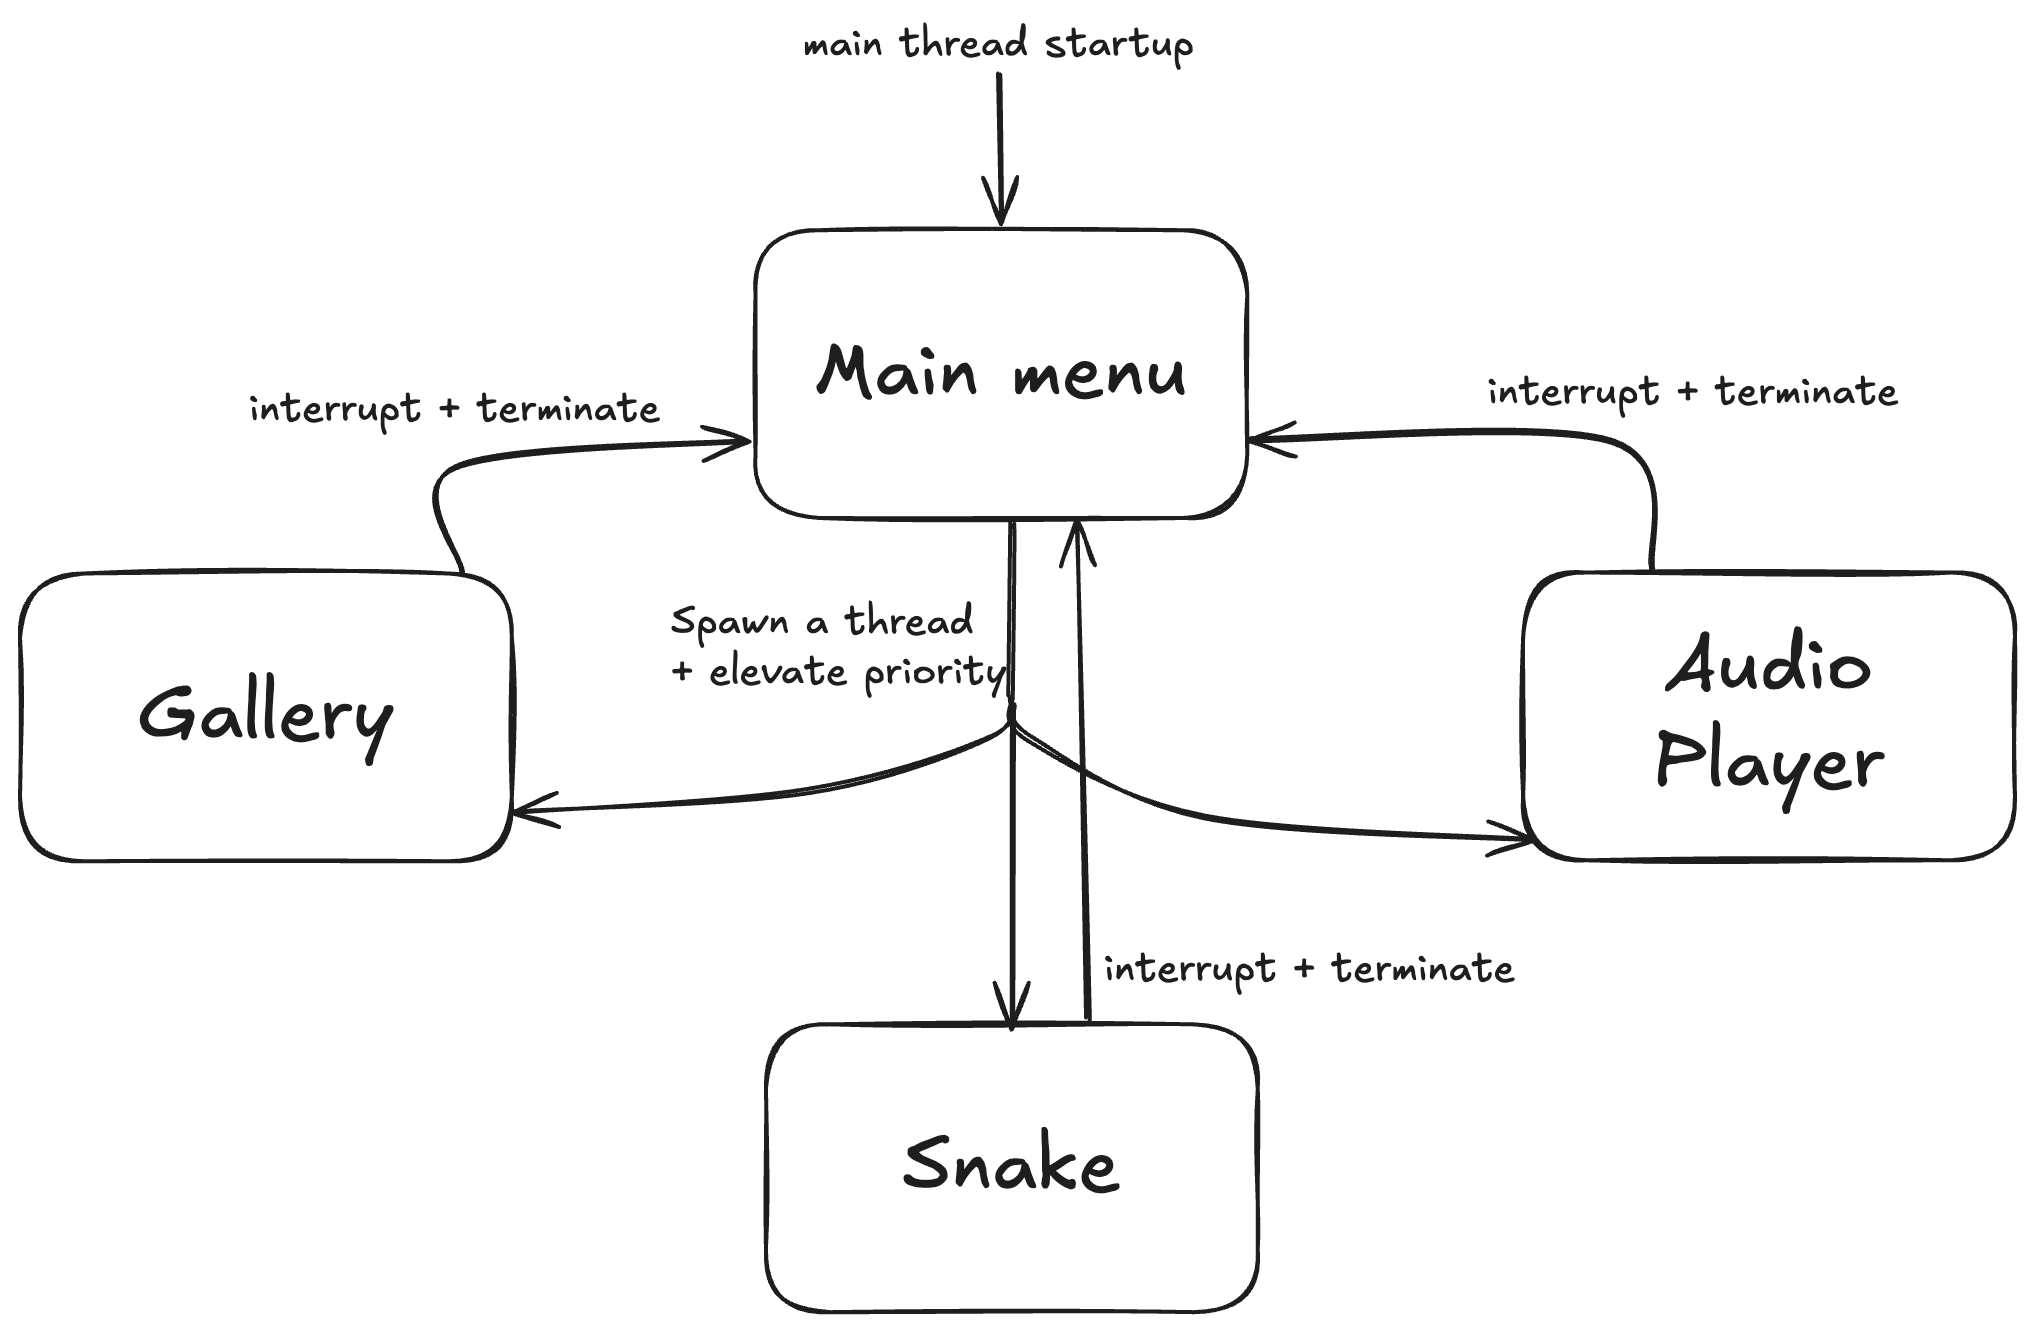 main thread startup
Main menu
interrupt + terminate
interrupt + terminate
Spawn a thread
+ elevate priority
Gallery
Audio
Player
interrupt + terminate
Snake